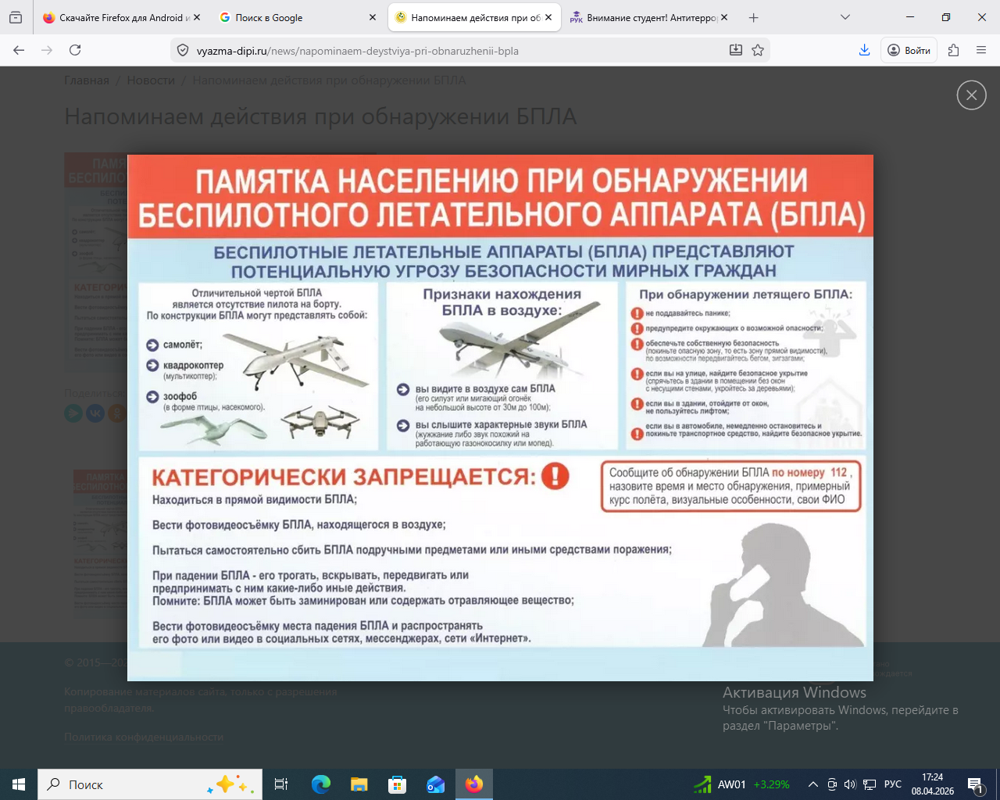 Скачайте Firefox для Android и
Поиск в Google
Напоминаем действия при об
Внимание студент! Антитерро
vyazma-dipi.ru/news/napominaem-deystviya-pri-obnaruzhenii-bpla
Войти
Главная / Новости / Напоминаем действия при обнаружении БПЛА
Напоминаем действия при обнаружении БПЛА
ПАМЯТКА НАСЕЛЕНИЮ ПРИ ОБНАРУЖЕНИИ
БЕСПИЛОТНОГО ЛЕТАТЕЛЬНОГО АППАРАТА (БПЛА)
БЕСПИЛОТНЫЕ ЛЕТАТЕЛЬНЫЕ АППАРАТЫ (БПЛА) ПРЕДСТАВЛЯЮТ
ПОТЕНЦИАЛЬНУЮ УГРОЗУ БЕЗОПАСНОСТИ МИРНЫХ ГРАЖДАН
Отличительной чертой БПЛА
является отсутствие пилота на борту.
По конструкции БПЛА могут представлять собой:
самолёт;
квадрокоптер
(мультикоптер);
зоофоб
(в форме птицы, насекомого).
Признаки нахождения
БПЛА в воздухе:
вы видите в воздухе сам БПЛА
(его силуэт или мигающий огонёк
на небольшой высоте от 30м до 100м);
вы слышите характерные звуки БПЛА
(жужжание либо звук похожий на
работающую газонокосилку или мопед).
При обнаружении летящего БПЛА:
не поддавайтесь панике;
предупредите окружающих о возможной опасности;
обеспечьте собственную безопасность
(покиньте опасную зону, то есть зону прямой видимости),
по возможности передвигайтесь бегом, зигзагами;
если вы на улице, найдите безопасное укрытие
(спрячьтесь в здании в помещении без окон
с несущими стенами, укройтесь за деревьями);
если вы в здании, отойдите от окон,
не пользуйтесь лифтом;
если вы в автомобиле, немедленно остановитесь и
покиньте транспортное средство, найдите безопасное укрытие.
КАТЕГОРИЧЕСКИ ЗАПРЕЩАЕТСЯ:
Находиться в прямой видимости БПЛА;
Вести фотовидеосъёмку БПЛА, находящегося в воздухе;
Пытаться самостоятельно сбить БПЛА подручными предметами или иными средствами поражения;
При падении БПЛА - его трогать, вскрывать, передвигать или
предпринимать с ним какие-либо иные действия.
Помните: БПЛА может быть заминирован или содержать отравляющее вещество;
Вести фотовидеосъёмку места падения БПЛА и распространять
его фото или видео в социальных сетях, мессенджерах, сети «Интернет».
Сообщите об обнаружении БПЛА по номеру 112 ,
назовите время и место обнаружения, примерный
курс полёта, визуальные особенности, свои ФИО
Поделиться:
© 2015—202
Копирование материалов сайта, только с разрешения
правообладателя.
Политика конфиденциальности
Активация Windows
Чтобы активировать Windows, перейдите в
раздел "Параметры".
Поиск
AW01 +3.29%
РУС
17:24
08.04.2026
1